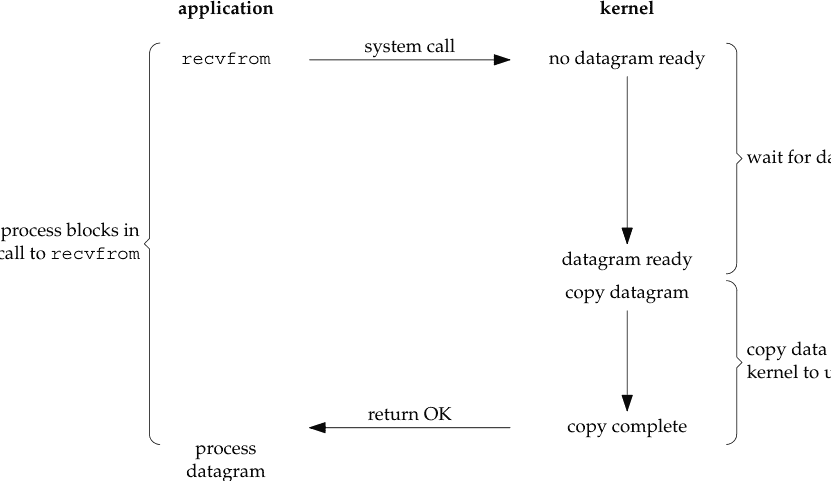 application
kernel
recvfrom
system call
no datagram ready
wait for
process blocks in
call to recvfrom
datagram ready
copy datagram
copy data
kernel to
return OK
copy complete
process
datagram